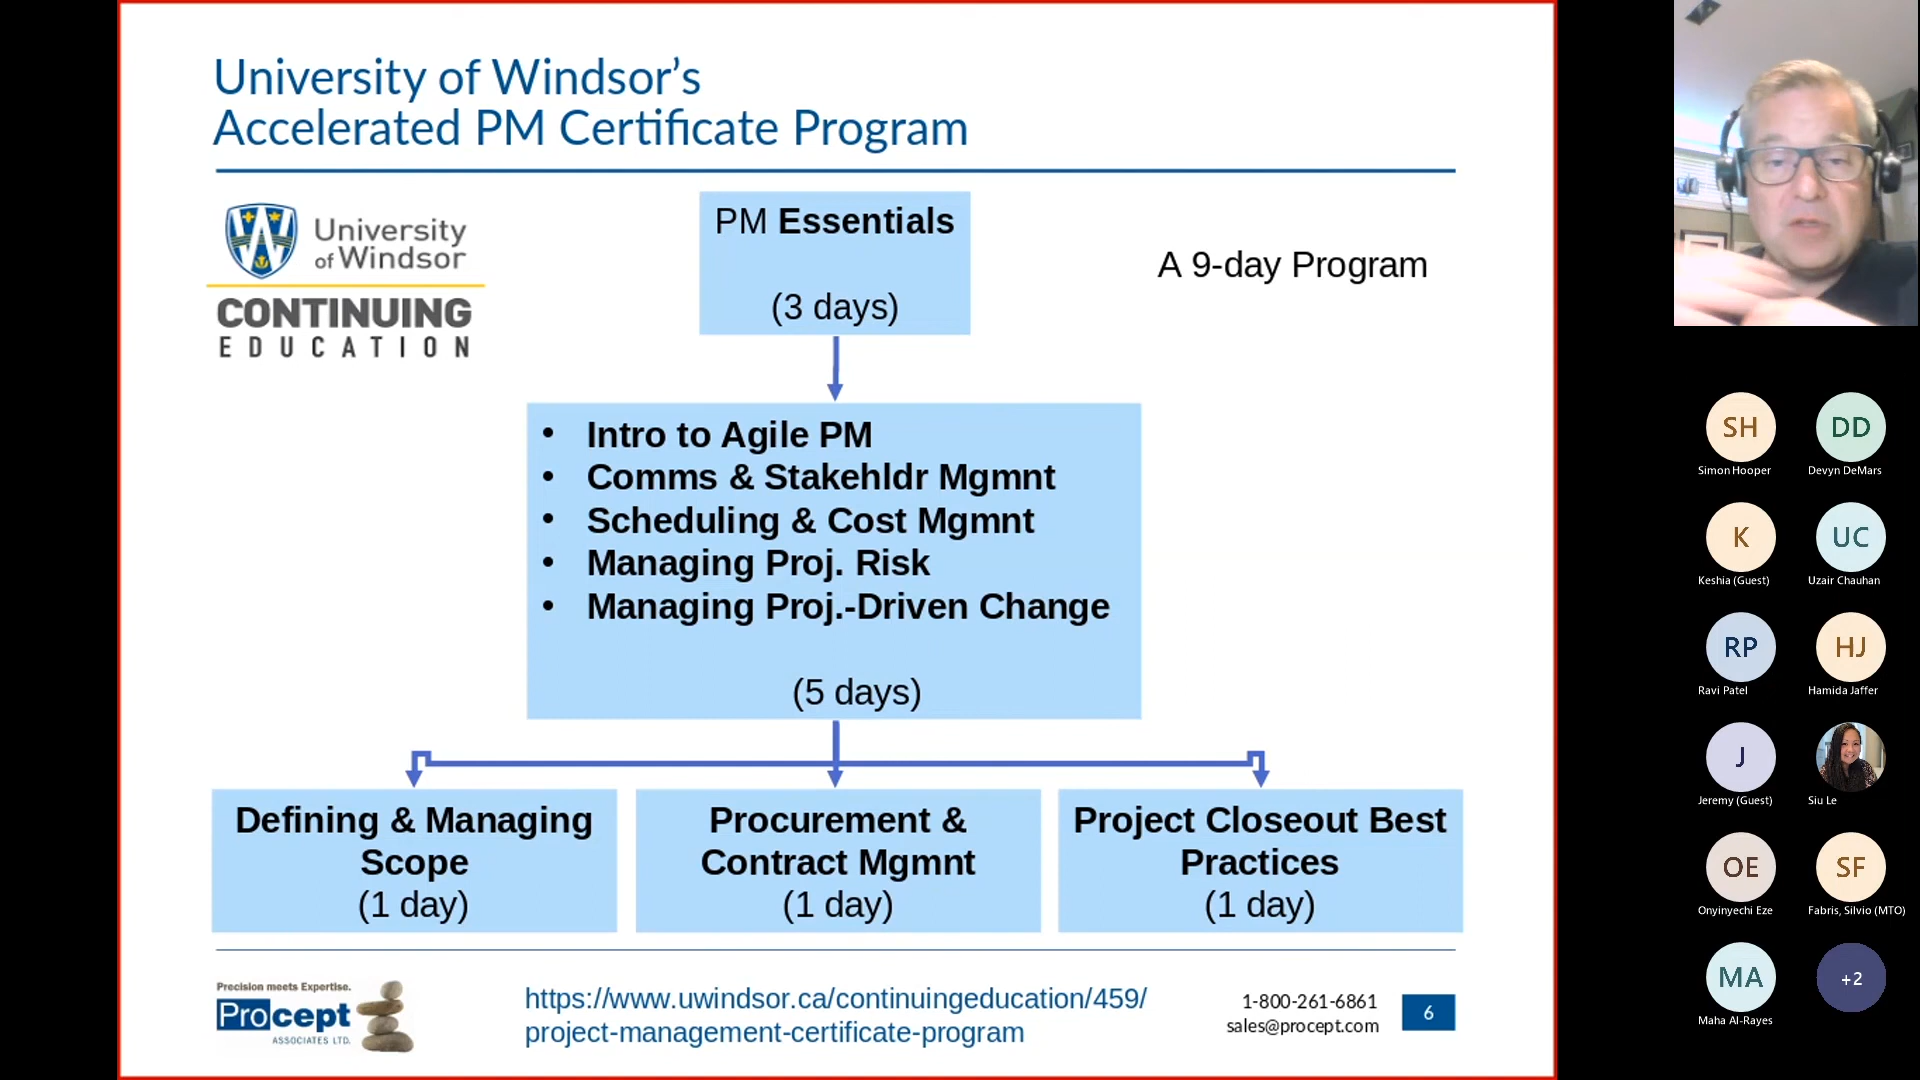 University of Windsor's
Accelerated PM Certificate Program
University
of Windsor
CONTINUING
EDUCATION
PM Essentials
(3 days)
A 9-day Program
• Intro to Agile PM
• Comms & Stakehldr Mgmnt
• Scheduling & Cost Mgmnt
• Managing Proj. Risk
• Managing Proj.-Driven Change
(5 days)
Defining & Managing
Scope
(1 day)
Procurement &
Contract Mgmnt
(1 day)
Project Closeout Best
Practices
(1 day)
Precision meets Expertise.
Procept
ASSOCIATES LTD.
https://www.uwindsor.ca/continuingeducation/459/
project-management-certificate-program
1-800-261-6861
sales@procept.com
6
SH
Simon Hooper
DD
Devyn DeMars
K
Keshia (Guest)
UC
Uzair Chauhan
RP
Ravi Patel
HJ
Hamida Jaffer
J
Jeremy (Guest)
Siu Le
OE
Onyinyechi Eze
SF
Fabris, Silvio (MTO)
MA
Maha Al-Rayes
+2